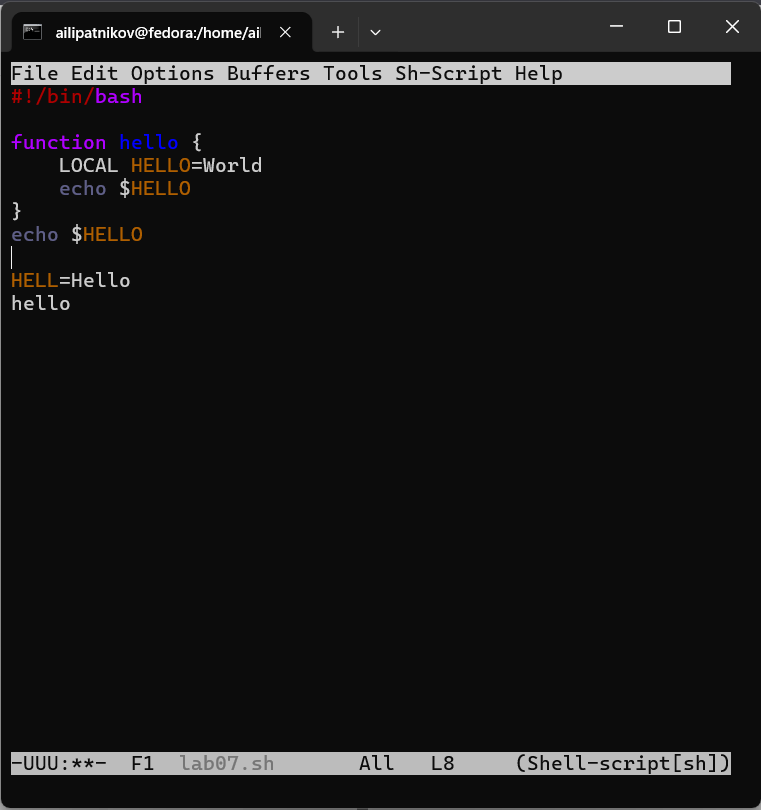 ailipatnikov@fedora:/home/ai
File Edit Options Buffers Tools Sh-Script Help
#!/bin/bash
function hello {
    LOCAL HELLO=World
    echo $HELLO
}
echo $HELLO
HELL=Hello
hello
-UUU:**-  F1  lab07.sh       All   L8     (Shell-script[sh])